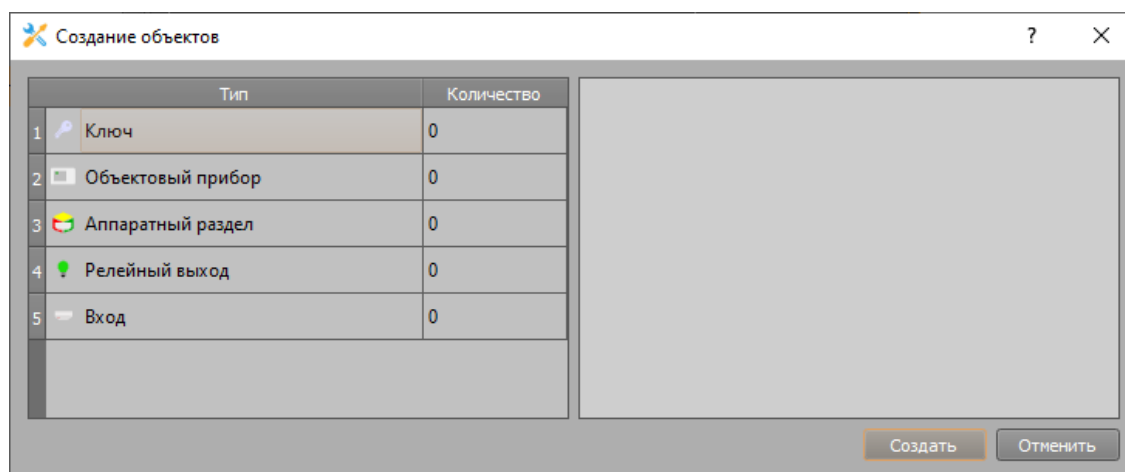 Создание объектов
?
Тип Количество
1 Ключ 0
2 Объектовый прибор 0
3 Аппаратный раздел 0
4 Релейный выход 0
5 Вход 0
Создать Отменить